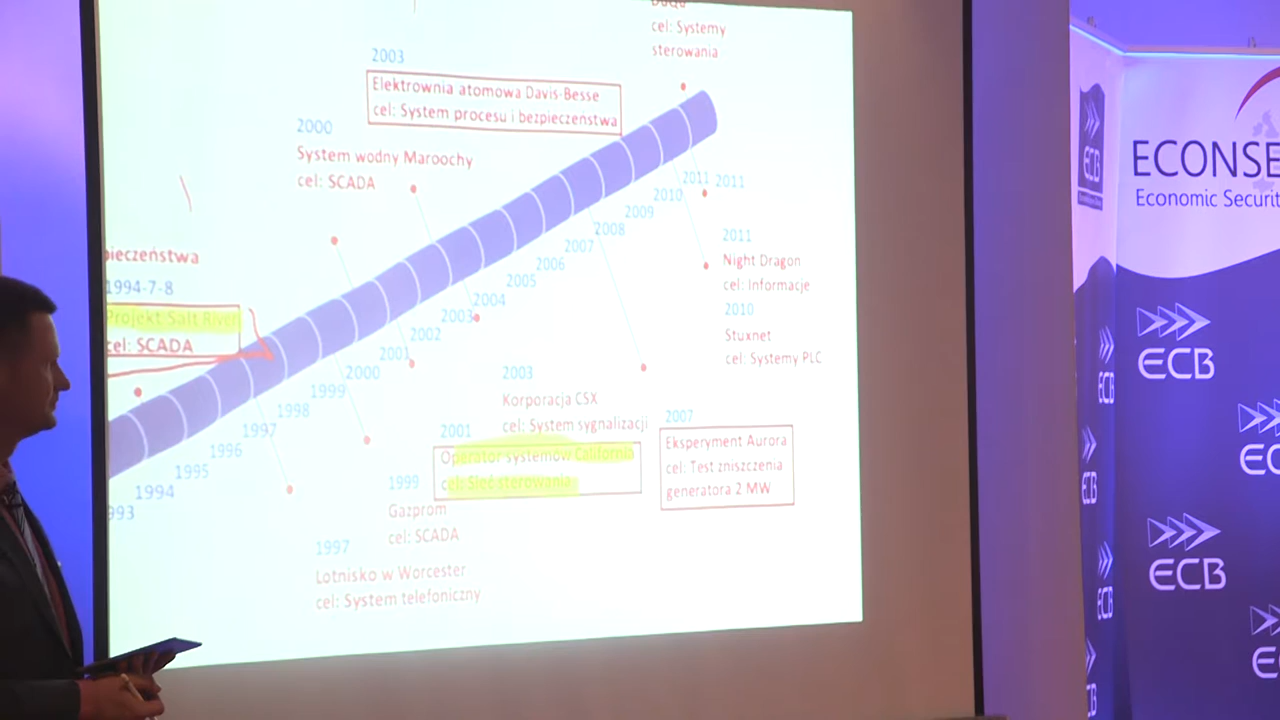 DuQu
cel: Systemy
sterowania
2003
Elektrownia atomowa Davis-Besse
cel: System procesu i bezpieczeństwa
2000
System wodny Maroochy
cel: SCADA
pieczeństwa
1994-7-8
Projekt Salt River
cel: SCADA
993
1994
1995
1996
1997
1998
1999
2000
2001
2002
2003
2004
2005
2006
2007
2008
2009
2010
2011
2011
2011
Night Dragon
cel: Informacje
2010
Stuxnet
cel: Systemy PLC
2003
Korporacja CSX
cel: System sygnalizacji
2001
Operator systemów California
cel: Sieć sterowania
2007
Eksperyment Aurora
cel: Test zniszczenia
generatora 2 MW
1999
Gazprom
cel: SCADA
1997
Lotnisko w Worcester
cel: System telefoniczny
ECB
ECONSE
Economic Securit
ECB
ECB
EC
ECB
ECB
ECB
EC